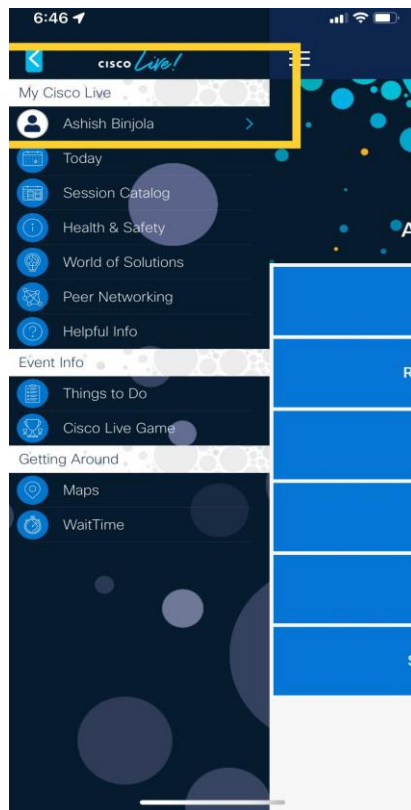 6:46
cisco Live!
My Cisco Live
Ashish Binjola
Today
Session Catalog
Health & Safety
World of Solutions
Peer Networking
Helpful Info
Event Info
Things to Do
Cisco Live Game
Getting Around
Maps
WaitTime
A
R
S